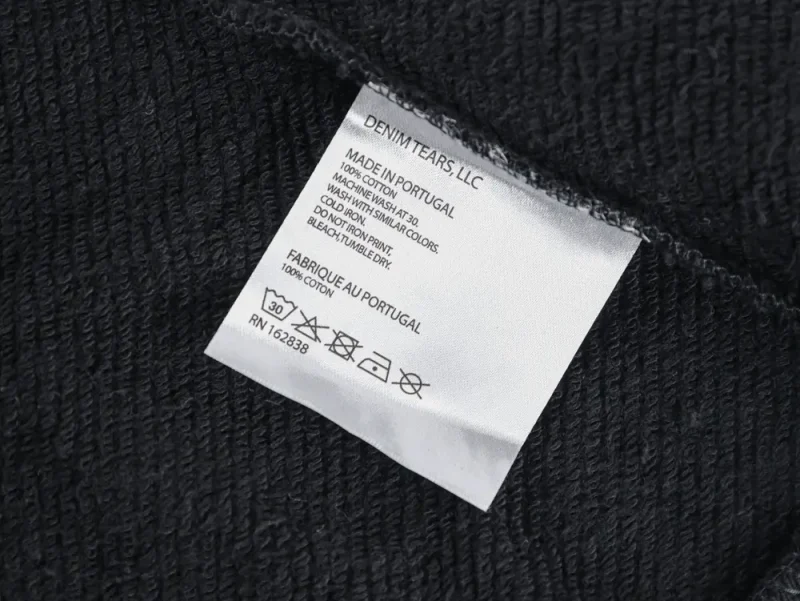 DENIM TEARS, LLC
MADE IN PORTUGAL
100% COTTON
MACHINE WASH AT 30.
WASH WITH SIMILAR COLORS.
COLD IRON.
DO NOT IRON PRINT,
BLEACH,TUMBLE DRY.
FABRIQUE AU PORTUGAL
100% COTON
30
RN 162838